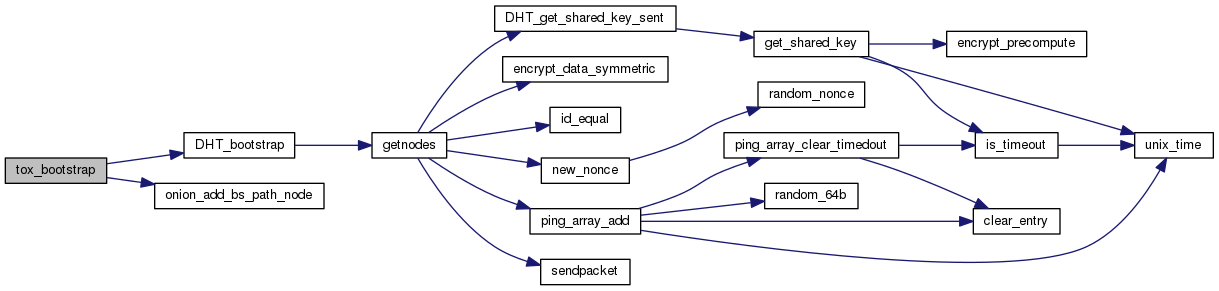 DHT_get_shared_key_sent
get_shared_key
encrypt_precompute
encrypt_data_symmetric
random_nonce
id_equal
DHT_bootstrap
getnodes
ping_array_clear_timedout
is_timeout
unix_time
tox_bootstrap
new_nonce
onion_add_bs_path_node
random_64b
ping_array_add
clear_entry
sendpacket